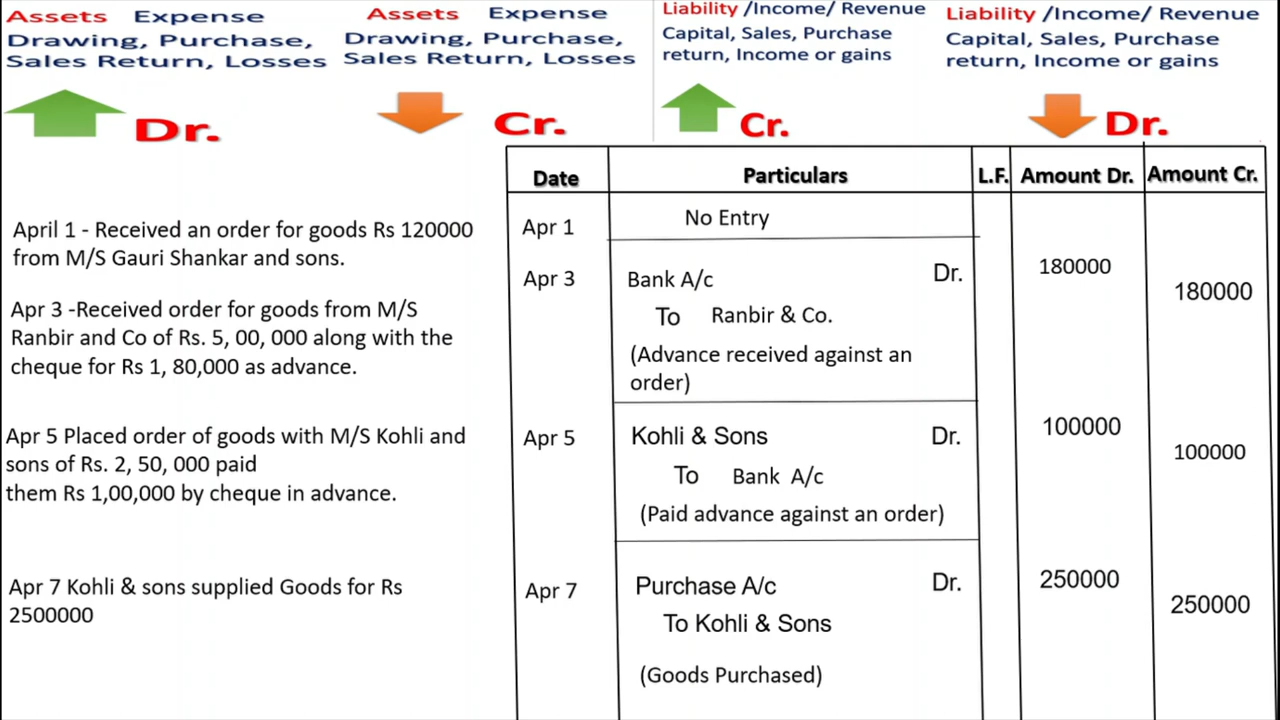 Assets Expense
Drawing, Purchase,
Sales Return, Losses
Dr.
Assets Expense
Drawing, Purchase,
Sales Return, Losses
Cr.
Liability /Income/ Revenue
Capital, Sales, Purchase
return, Income or gains
Cr.
Liability /Income/ Revenue
Capital, Sales, Purchase
return, Income or gains
Dr.
April 1 - Received an order for goods Rs 120000
from M/S Gauri Shankar and sons.
Apr 3 -Received order for goods from M/S
Ranbir and Co of Rs. 5, 00, 000 along with the
cheque for Rs 1, 80,000 as advance.
Apr 5 Placed order of goods with M/S Kohli and
sons of Rs. 2, 50, 000 paid
them Rs 1,00,000 by cheque in advance.
Apr 7 Kohli & sons supplied Goods for Rs
2500000
Date Particulars L.F. Amount Dr. Amount Cr.
Apr 1 No Entry
Apr 3 Bank A/c Dr. 180000
To Ranbir & Co. 180000
(Advance received against an
order)
Apr 5 Kohli & Sons Dr. 100000
To Bank A/c 100000
(Paid advance against an order)
Apr 7 Purchase A/c Dr. 250000
To Kohli & Sons 250000
(Goods Purchased)